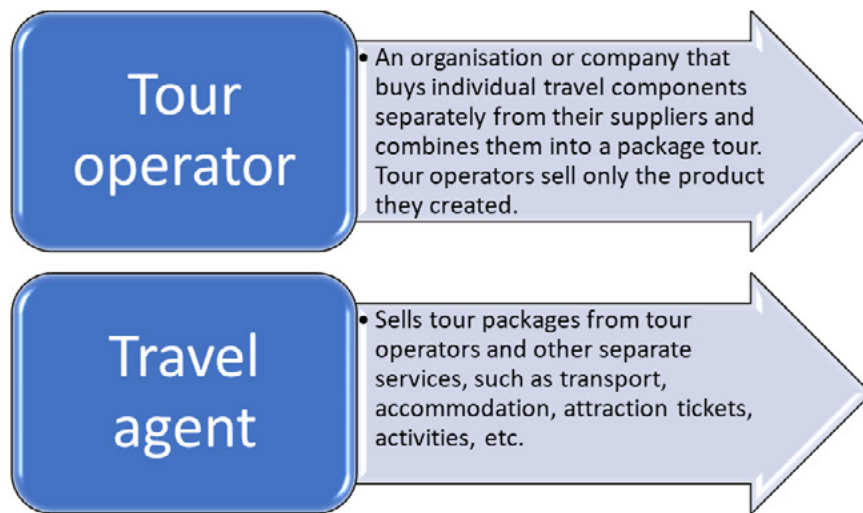 Tour
operator
• An organisation or company that
buys individual travel components
separately from their suppliers and
combines them into a package tour.
Tour operators sell only the product
they created.
Travel
agent
• Sells tour packages from tour
operators and other separate
services, such as transport,
accommodation, attraction tickets,
activities, etc.